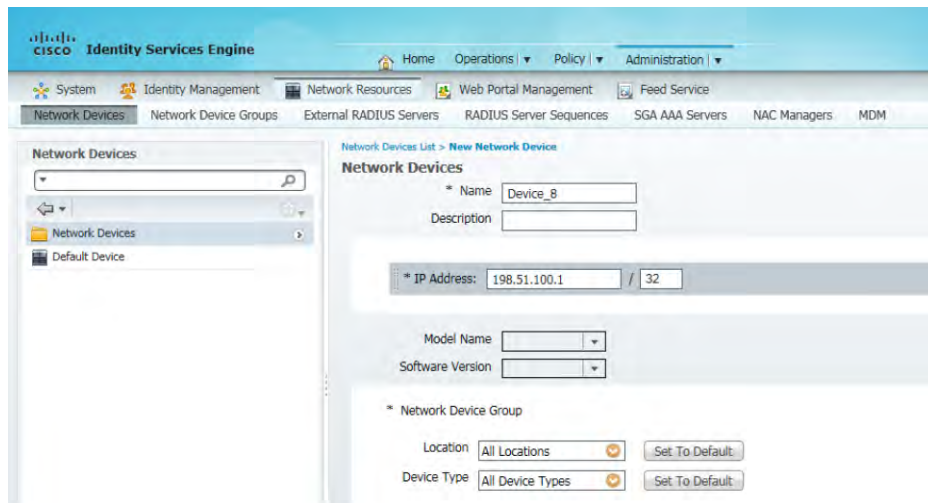 CISCO Identity Services Engine
Home Operations Policy Administration
System Identity Management Network Resources Web Portal Management Feed Service
Network Devices Network Device Groups External RADIUS Servers RADIUS Server Sequences SGA AAA Servers NAC Managers MDM
Network Devices
Network Devices
Default Device
Network Devices List > New Network Device
Network Devices
* Name Device_8
Description
* IP Address: 198.51.100.1 / 32
Model Name
Software Version
* Network Device Group
Location All Locations Set To Default
Device Type All Device Types Set To Default